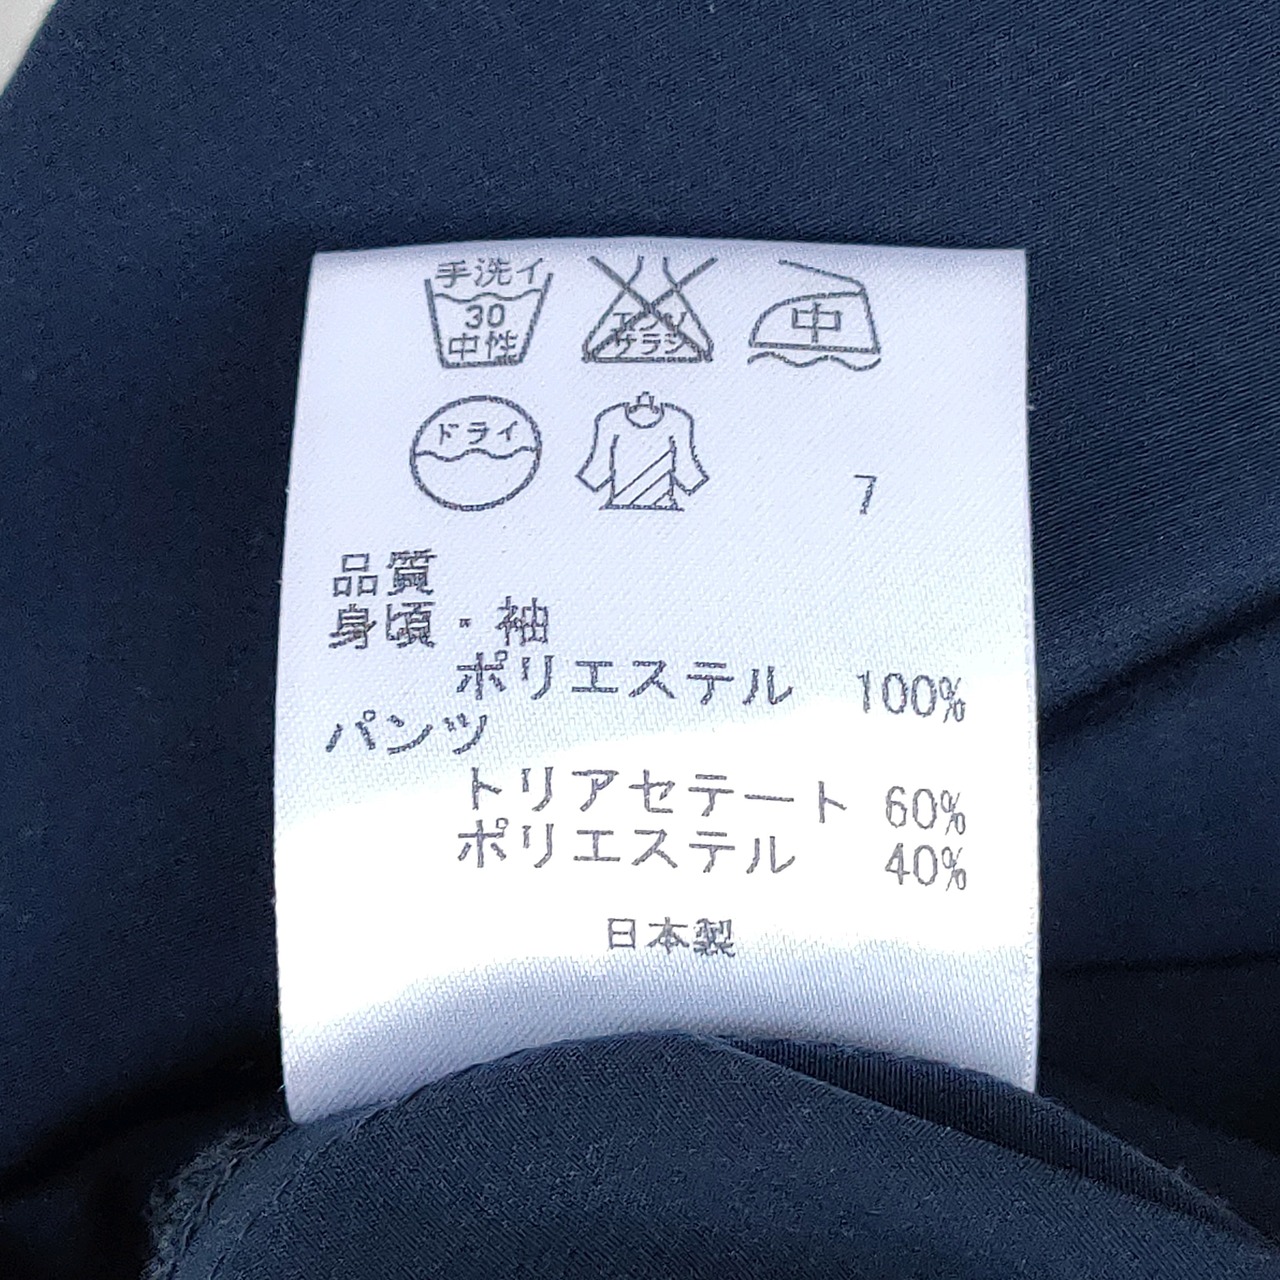 手洗イ
30
中性
エンソ
サラシ
中
ドライ
7
品質
身頃・袖
ポリエステル 100%
パンツ
トリアセテート 60%
ポリエステル 40%
日本製